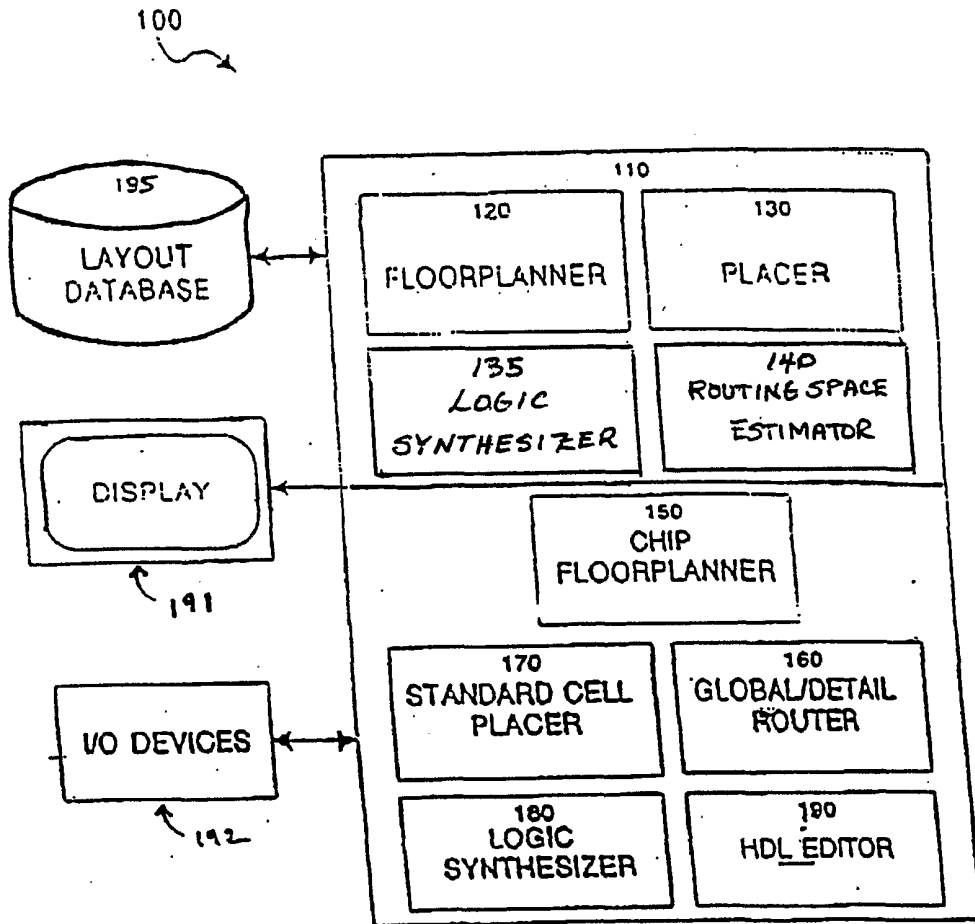 100
195
LAYOUT
DATABASE
110
120
FLOORPLANNER
130
PLACER
135
LOGIC
SYNTHESIZER
140
ROUTING SPACE
ESTIMATOR
DISPLAY
191
150
CHIP
FLOORPLANNER
170
STANDARD CELL
PLACER
160
GLOBAL/DETAIL
ROUTER
I/O DEVICES
192
180
LOGIC
SYNTHESIZER
190
HDL EDITOR